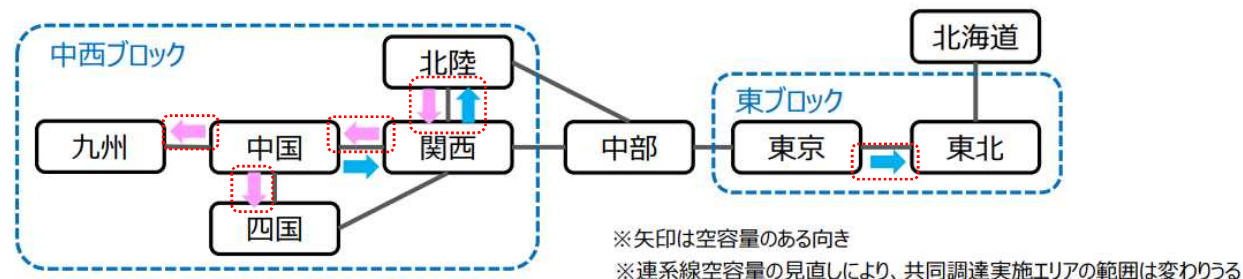 中西ブロック
北陸
北海道
東ブロック
九州
中国
関西
中部
東京
東北
四国
※矢印は空容量のある向き
※連系線空容量の見直しにより、共同調達実施エリアの範囲は変わりうる